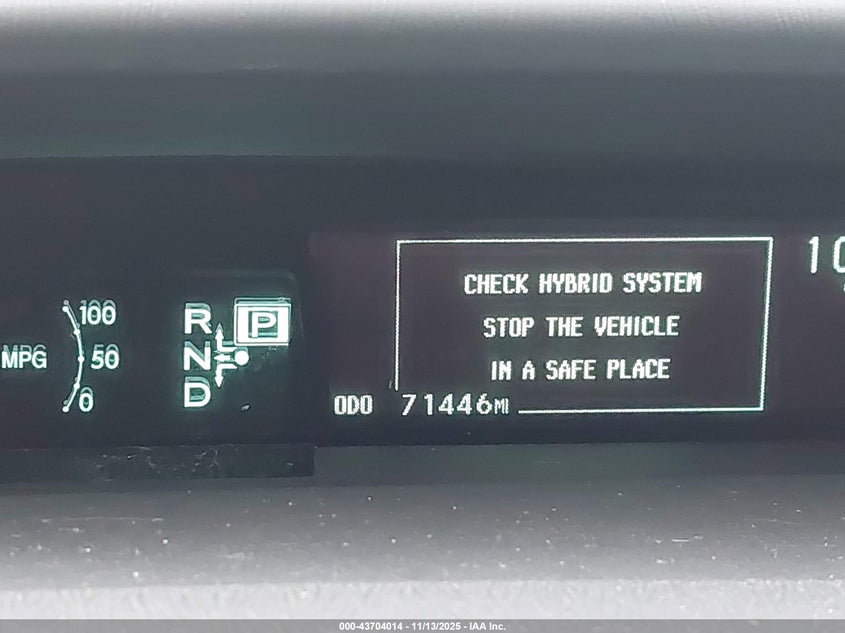 100
MPG 50
0
R P
N
D
CHECK HYBRID SYSTEM
STOP THE VEHICLE
IN A SAFE PLACE
ODO 71446MI
10
000-43704014 - 11/13/2025 - IAA Inc.